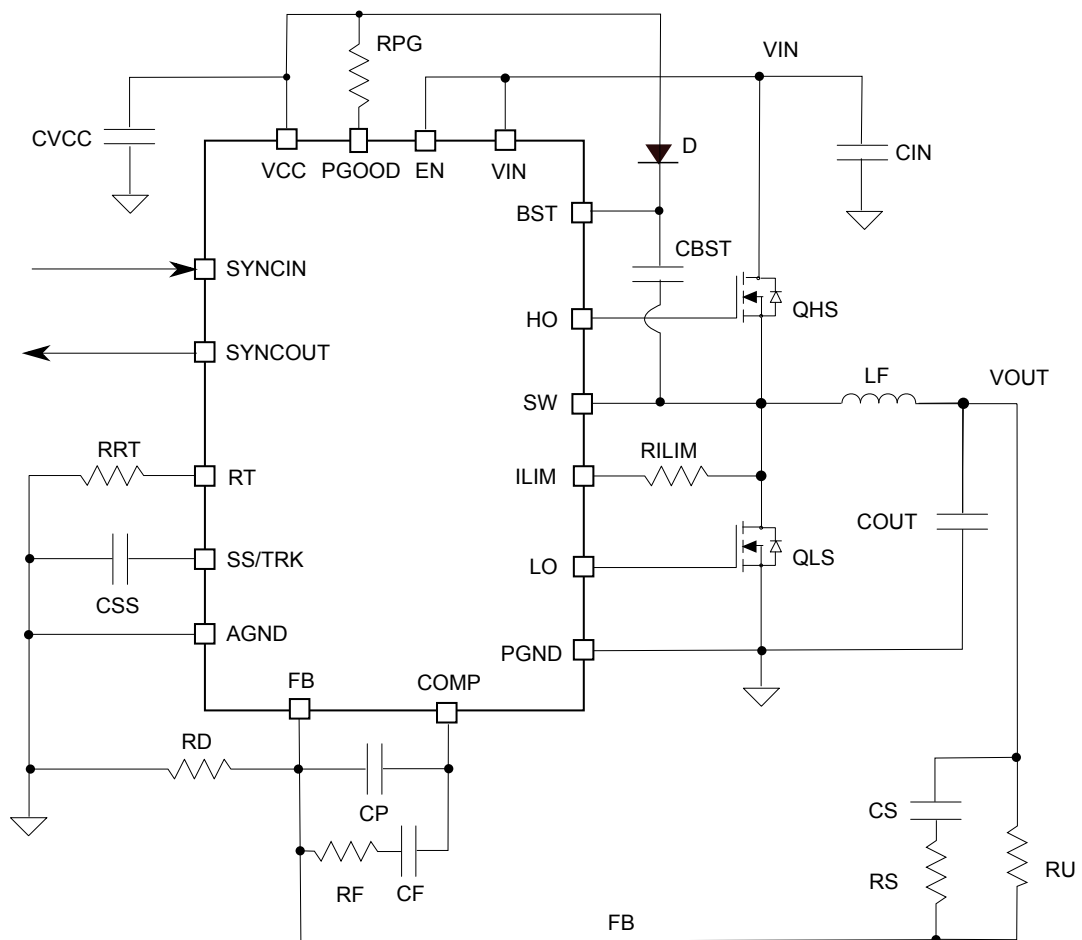 RPG
VIN
CVCC
D
CIN
VCC
PGOOD
EN
VIN
BST
CBST
SYNCIN
HO
QHS
SYNCOUT
LF
VOUT
SW
RRT
RT
ILIM
RILIM
COUT
SS/TRK
LO
QLS
CSS
AGND
PGND
FB
COMP
RD
CP
CS
RF
CF
RS
RU
FB